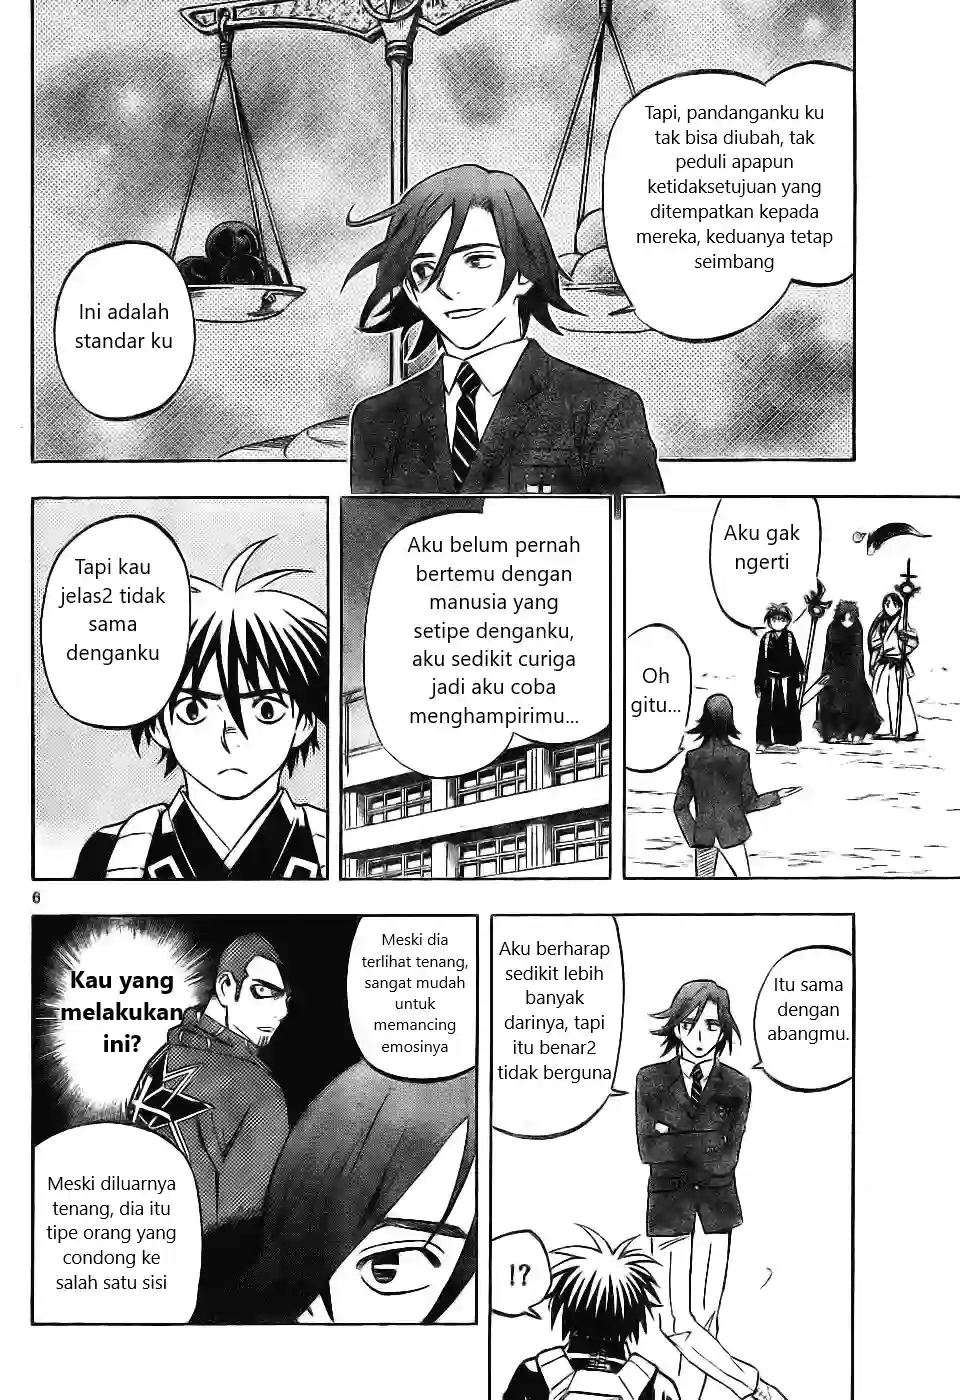 Tapi, pandanganku ku
tak bisa diubah, tak
peduli apapun
ketidaksetujuan yang
ditempatkan kepada
mereka, keduanya tetap
seimbang
Ini adalah
standar ku
Aku gak
ngerti
Oh
gitu...
Aku belum pernah
bertemu dengan
manusia yang
setipe denganku,
aku sedikit curiga
jadi aku coba
menghampirimu...
Tapi kau
jelas2 tidak
sama
denganku
6
Itu sama
dengan
abangmu.
Aku berharap
sedikit lebih
banyak
darinya, tapi
itu benar2
tidak berguna
!?
Meski dia
terlihat tenang,
sangat mudah
untuk
memancing
emosinya
Kau yang
melakukan
ini?
Meski diluarnya
tenang, dia itu
tipe orang yang
condong ke
salah satu sisi